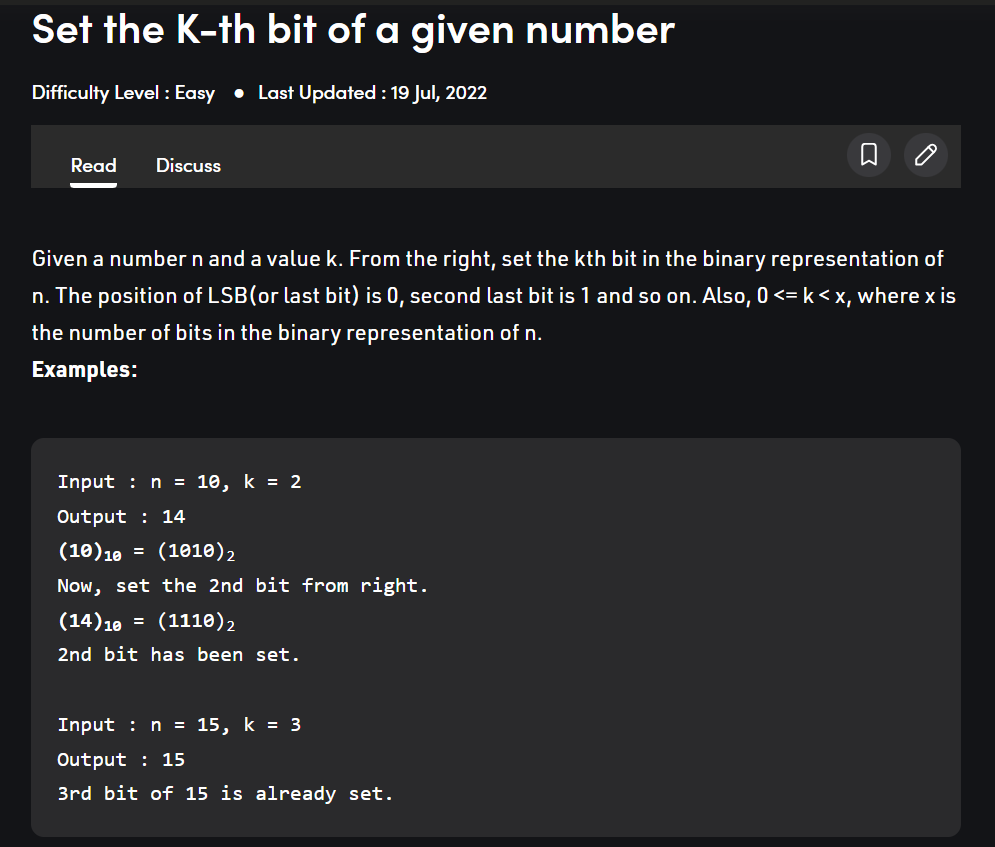 Set the K-th bit of a given number
Difficulty Level : Easy ● Last Updated : 19 Jul, 2022
Read Discuss
Given a number n and a value k. From the right, set the kth bit in the binary representation of
n. The position of LSB(or last bit) is 0, second last bit is 1 and so on. Also, 0 <= k < x, where x is
the number of bits in the binary representation of n.
Examples:
Input : n = 10, k = 2
Output : 14
(10)₁₀ = (1010)₂
Now, set the 2nd bit from right.
(14)₁₀ = (1110)₂
2nd bit has been set.
Input : n = 15, k = 3
Output : 15
3rd bit of 15 is already set.